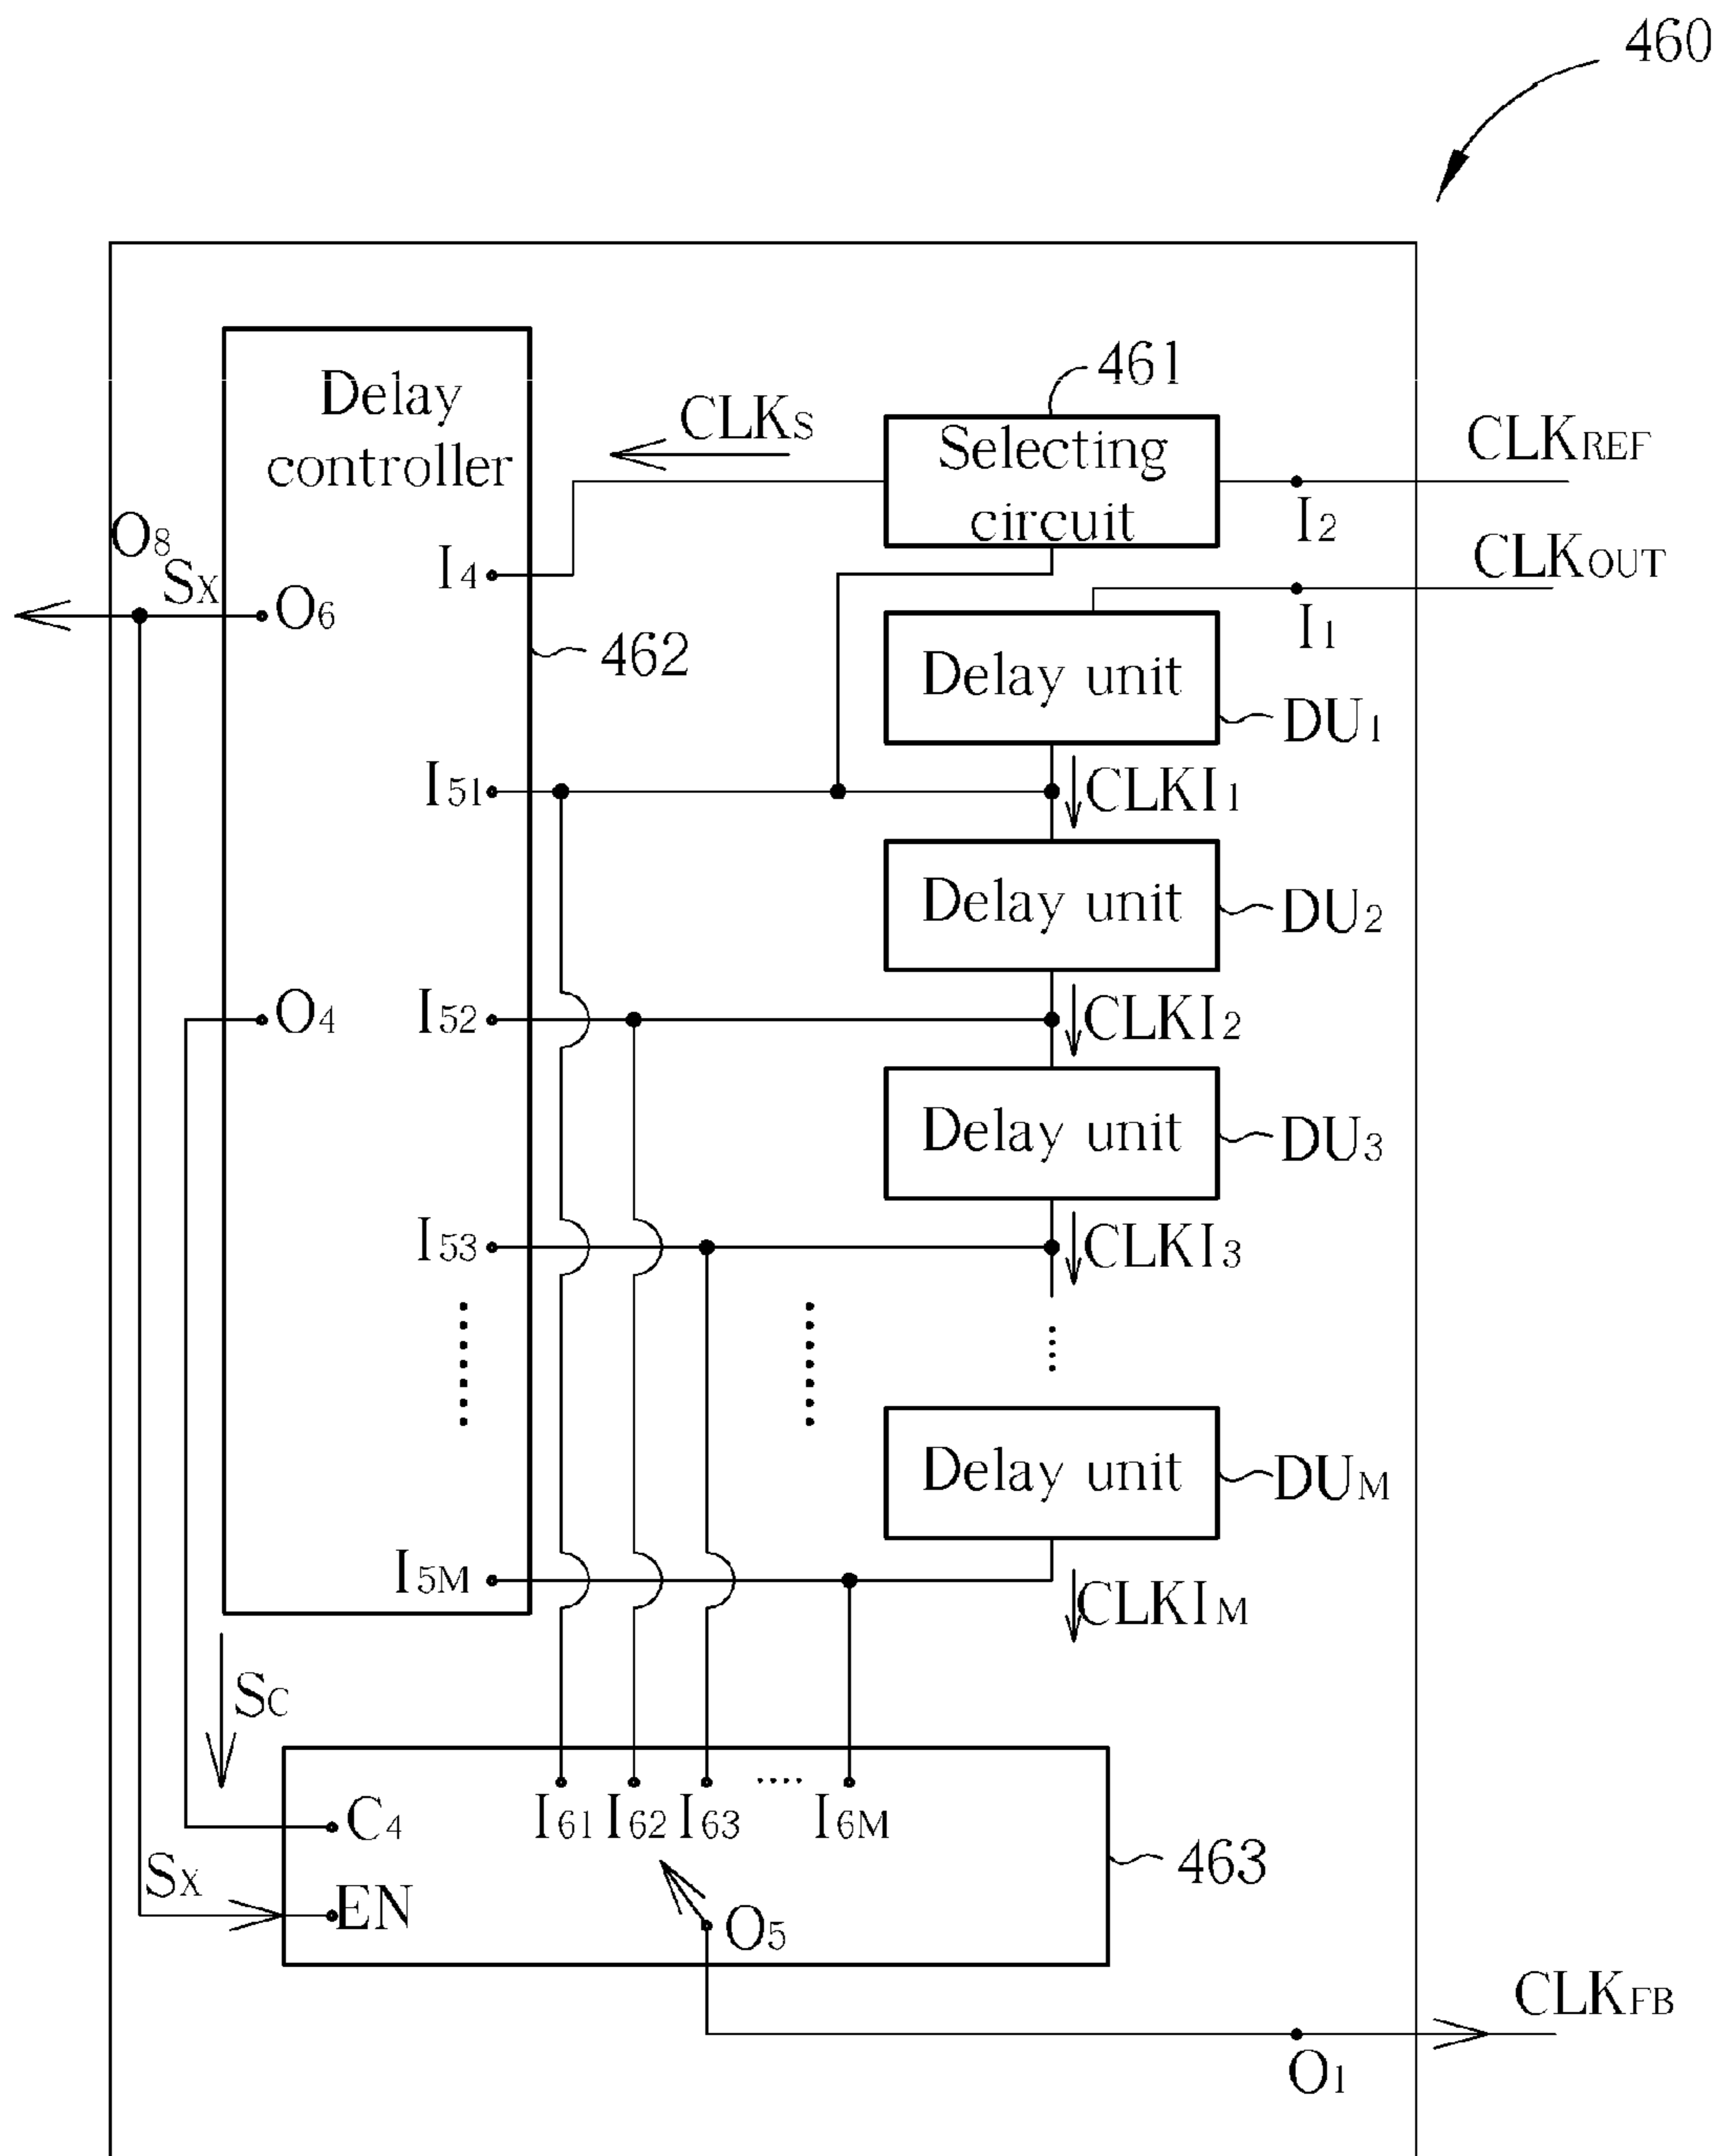 460
Delay
controller
CLKS
461
Selecting
circuit
CLKREF
I2
CLKOUT
I1
O8
SX
O6
I4
462
Delay unit
DU1
I51
CLKI1
Delay unit
DU2
O4
I52
CLKI2
Delay unit
DU3
I53
CLKI3
Delay unit
DUM
I5M
CLKIM
SC
C4
I61 I62 I63 I6M
463
SX
EN
O5
CLKFB
O1